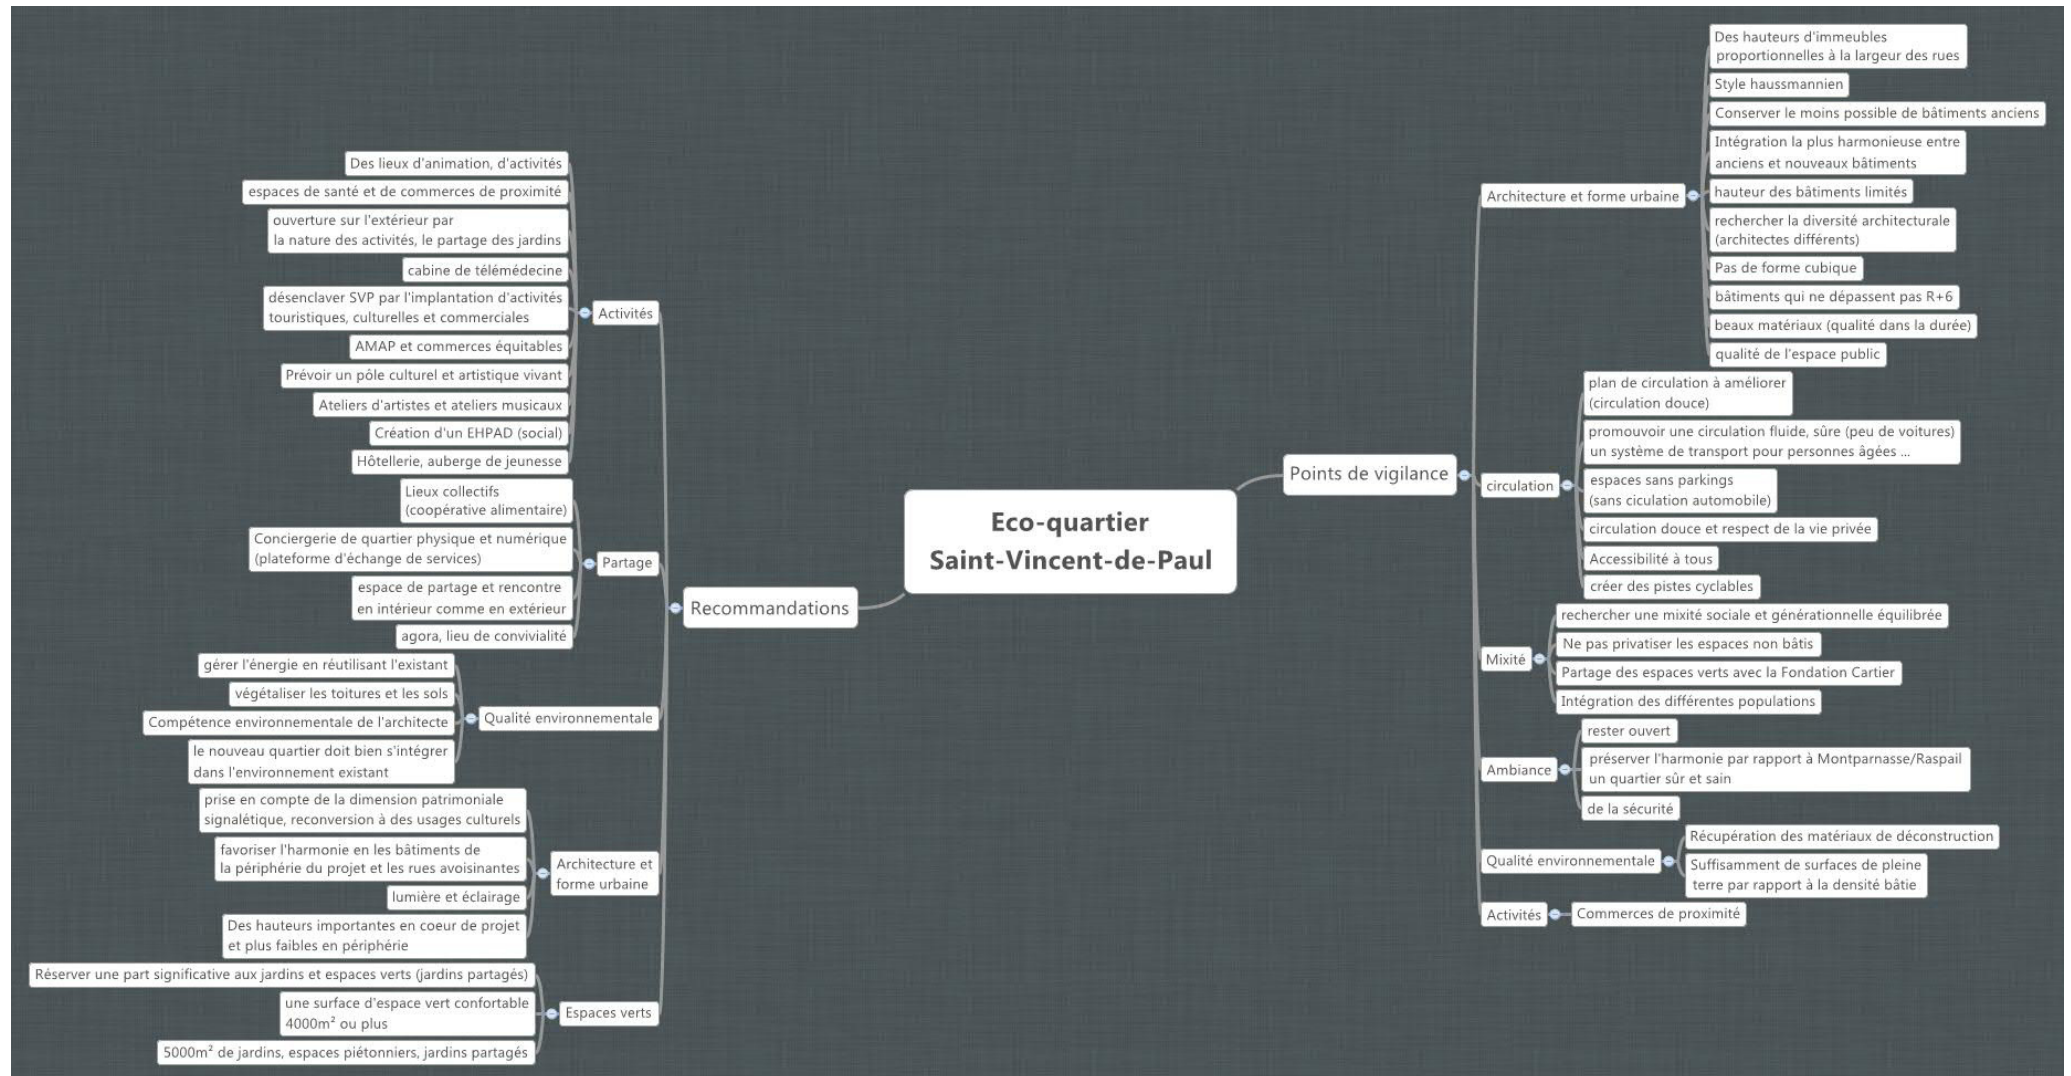 Eco-quartier
Saint-Vincent-de-Paul
Recommandations
Activités
Des lieux d'animation, d'activités
espaces de santé et de commerces de proximité
ouverture sur l'extérieur par
la nature des activités, le partage des jardins
cabine de télémédecine
désenclaver SVP par l'implantation d'activités
touristiques, culturelles et commerciales
AMAP et commerces équitables
Prévoir un pôle culturel et artistique vivant
Ateliers d'artistes et ateliers musicaux
Création d'un EHPAD (social)
Hôtellerie, auberge de jeunesse
Partage
Lieux collectifs
(coopérative alimentaire)
Conciergerie de quartier physique et numérique
(plateforme d'échange de services)
espace de partage et rencontre
en intérieur comme en extérieur
agora, lieu de convivialité
Qualité environnementale
gérer l'énergie en réutilisant l'existant
végétaliser les toitures et les sols
Compétence environnementale de l'architecte
le nouveau quartier doit bien s'intégrer
dans l'environnement existant
Architecture et
forme urbaine
prise en compte de la dimension patrimoniale
signalétique, reconversion à des usages culturels
favoriser l'harmonie en les bâtiments de
la périphérie du projet et les rues avoisinantes
lumière et éclairage
Des hauteurs importantes en coeur de projet
et plus faibles en périphérie
Espaces verts
Réserver une part significative aux jardins et espaces verts (jardins partagés)
une surface d'espace vert confortable
4000m² ou plus
5000m² de jardins, espaces piétonniers, jardins partagés
Points de vigilance
Architecture et forme urbaine
Des hauteurs d'immeubles
proportionnelles à la largeur des rues
Style haussmannien
Conserver le moins possible de bâtiments anciens
Intégration la plus harmonieuse entre
anciens et nouveaux bâtiments
hauteur des bâtiments limités
rechercher la diversité architecturale
(architectes différents)
Pas de forme cubique
bâtiments qui ne dépassent pas R+6
beaux matériaux (qualité dans la durée)
qualité de l'espace public
circulation
plan de circulation à améliorer
(circulation douce)
promouvoir une circulation fluide, sûre (peu de voitures)
un système de transport pour personnes âgées ...
espaces sans parkings
(sans ciculation automobile)
circulation douce et respect de la vie privée
Accessibilité à tous
créer des pistes cyclables
Mixité
rechercher une mixité sociale et générationnelle équilibrée
Ne pas privatiser les espaces non bâtis
Partage des espaces verts avec la Fondation Cartier
Intégration des différentes populations
Ambiance
rester ouvert
préserver l'harmonie par rapport à Montparnasse/Raspail
un quartier sûr et sain
de la sécurité
Qualité environnementale
Récupération des matériaux de déconstruction
Suffisamment de surfaces de pleine
terre par rapport à la densité bâtie
Activités
Commerces de proximité